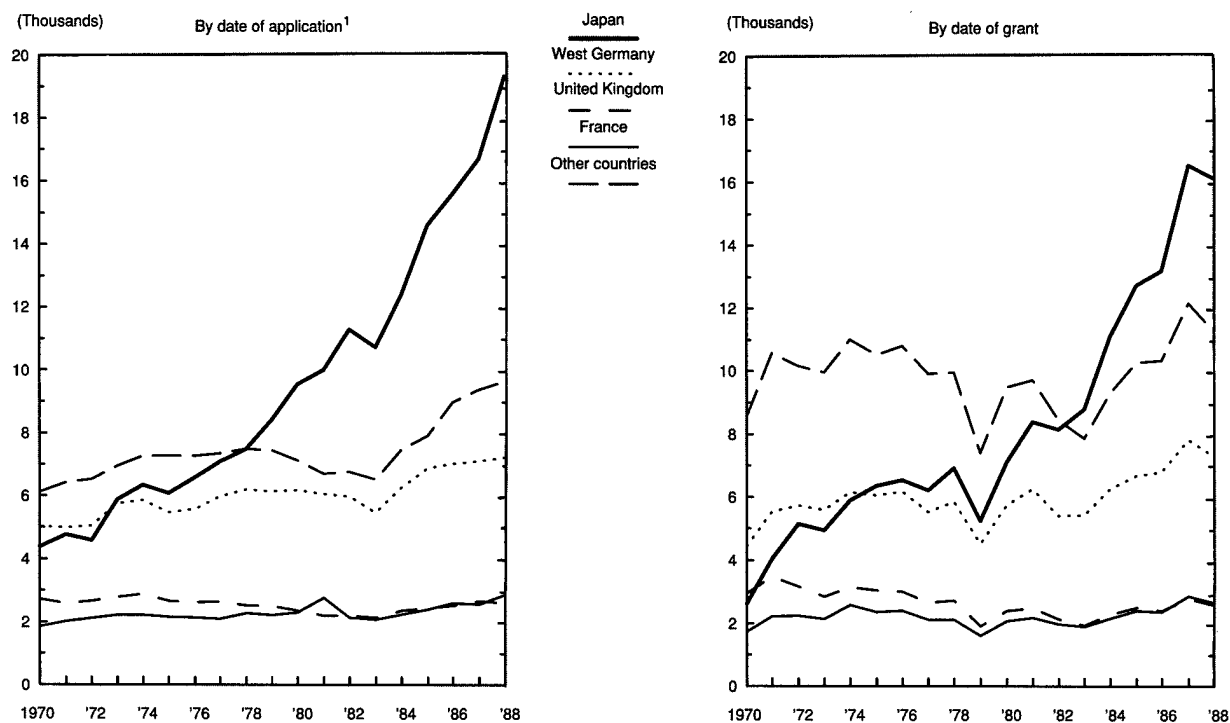 (Thousands)
By date of application1
20
18
16
14
12
10
8
6
4
2
0
1970 '72 '74 '76 '78 '80 '82 '84 '86 '88
Japan
West Germany
United Kingdom
France
Other countries
(Thousands)
By date of grant
20
18
16
14
12
10
8
6
4
2
0
1970 '72 '74 '76 '78 '80 '82 '84 '86 '88